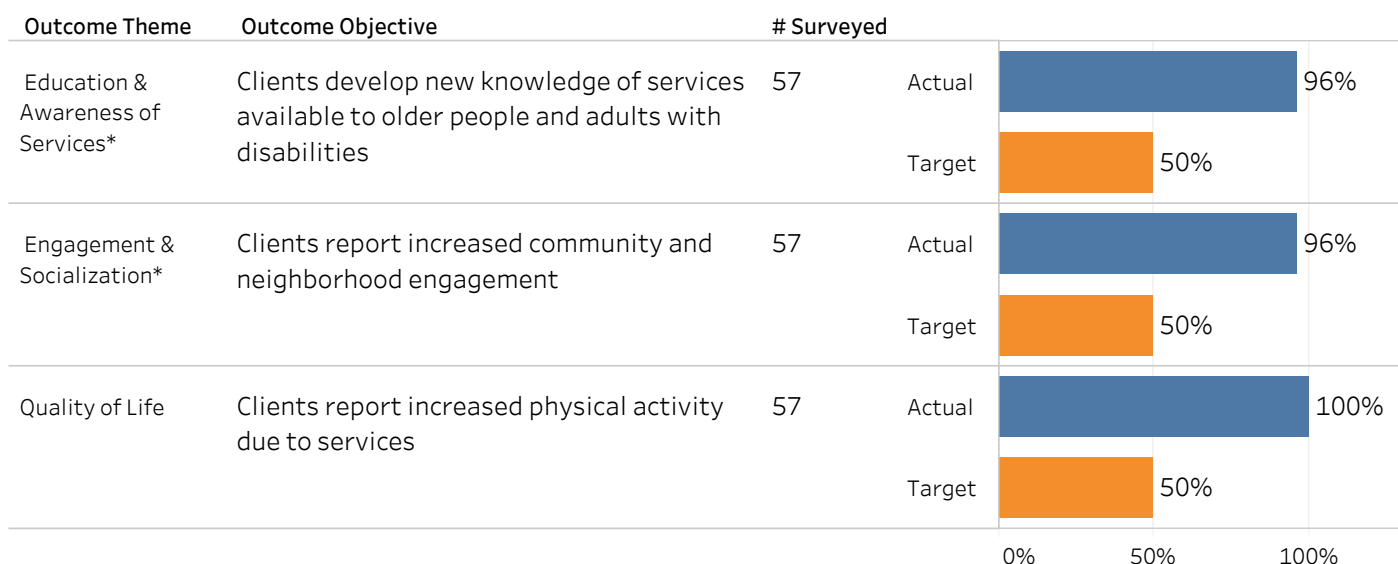 Outcome Theme Outcome Objective # Surveyed
Education & Clients develop new knowledge of services 57 Actual 96%
Awareness of available to older people and adults with
Services* disabilities
Target 50%
Engagement & Clients report increased community and 57 Actual 96%
Socialization* neighborhood engagement
Target 50%
Quality of Life Clients report increased physical activity 57 Actual 100%
due to services
Target 50%
0% 50% 100%